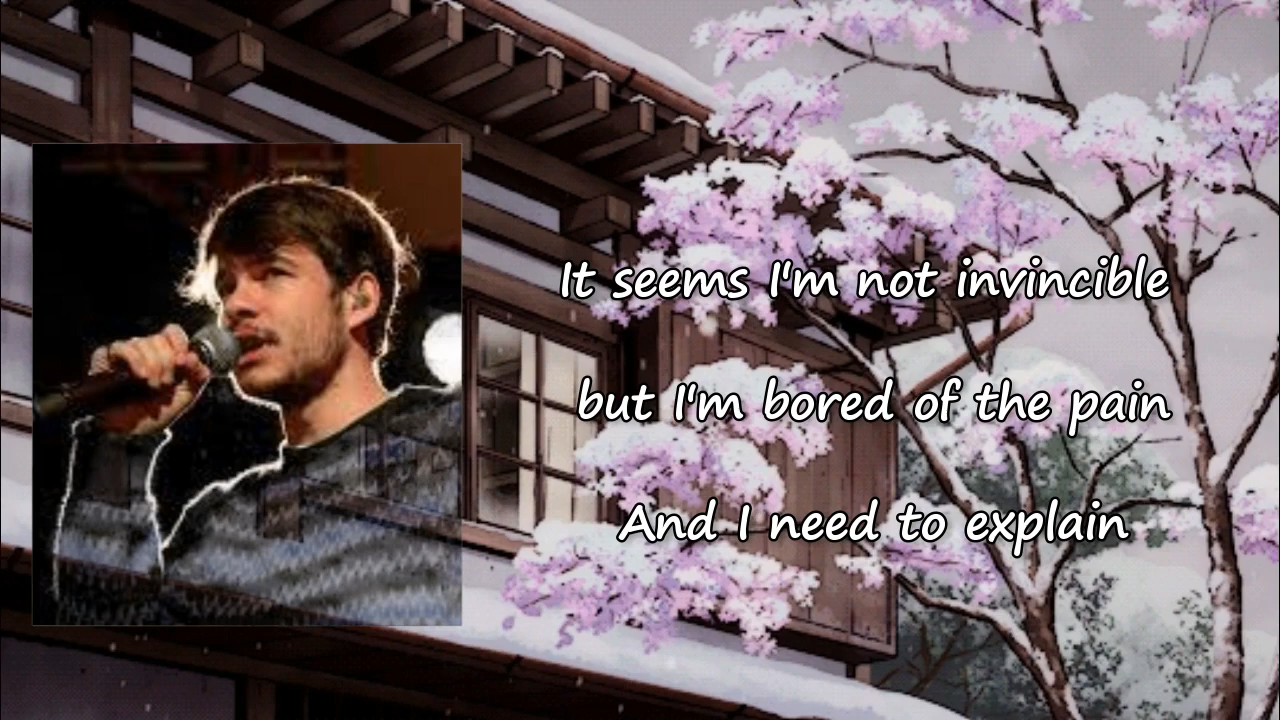 It seems I'm not invincible
but I'm bored of the pain
And I need to explain